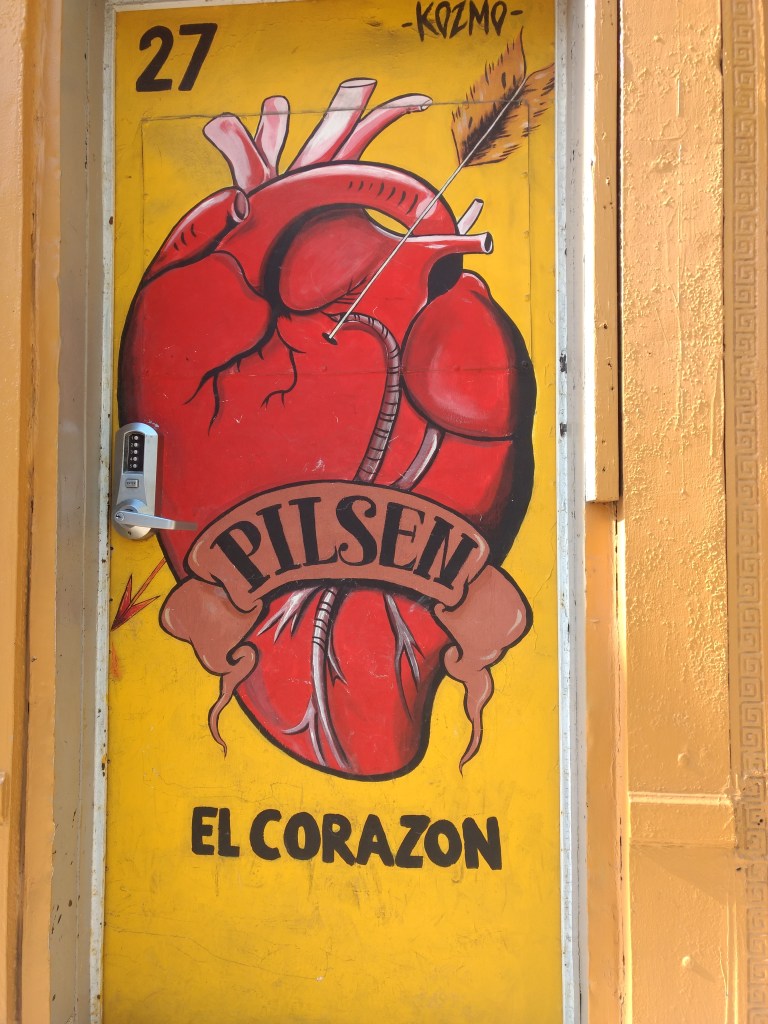 -KOZMO-
27
PILSEN
EL CORAZON